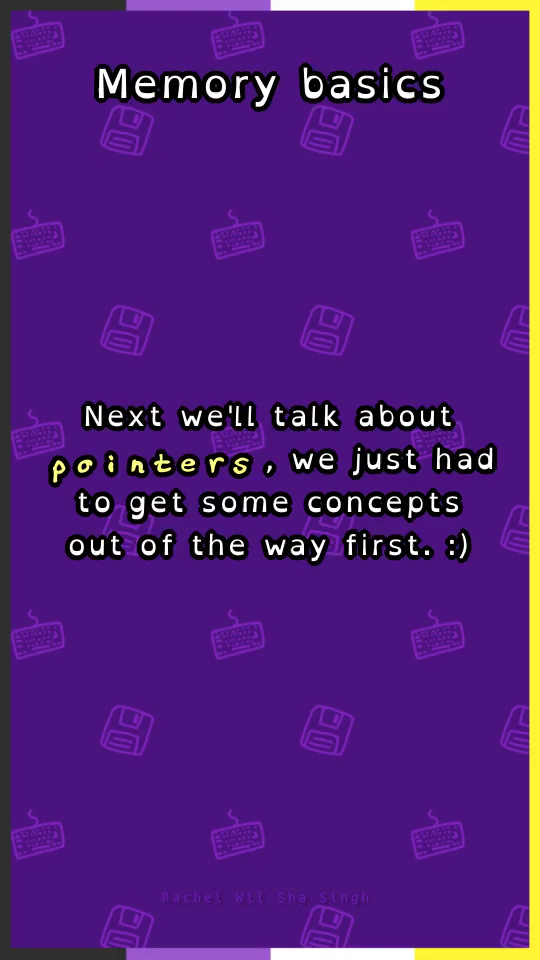 Memory basics
Next we'll talk about
pointers, we just had
to get some concepts
out of the way first. :)
Rachel Wil Sha Singh